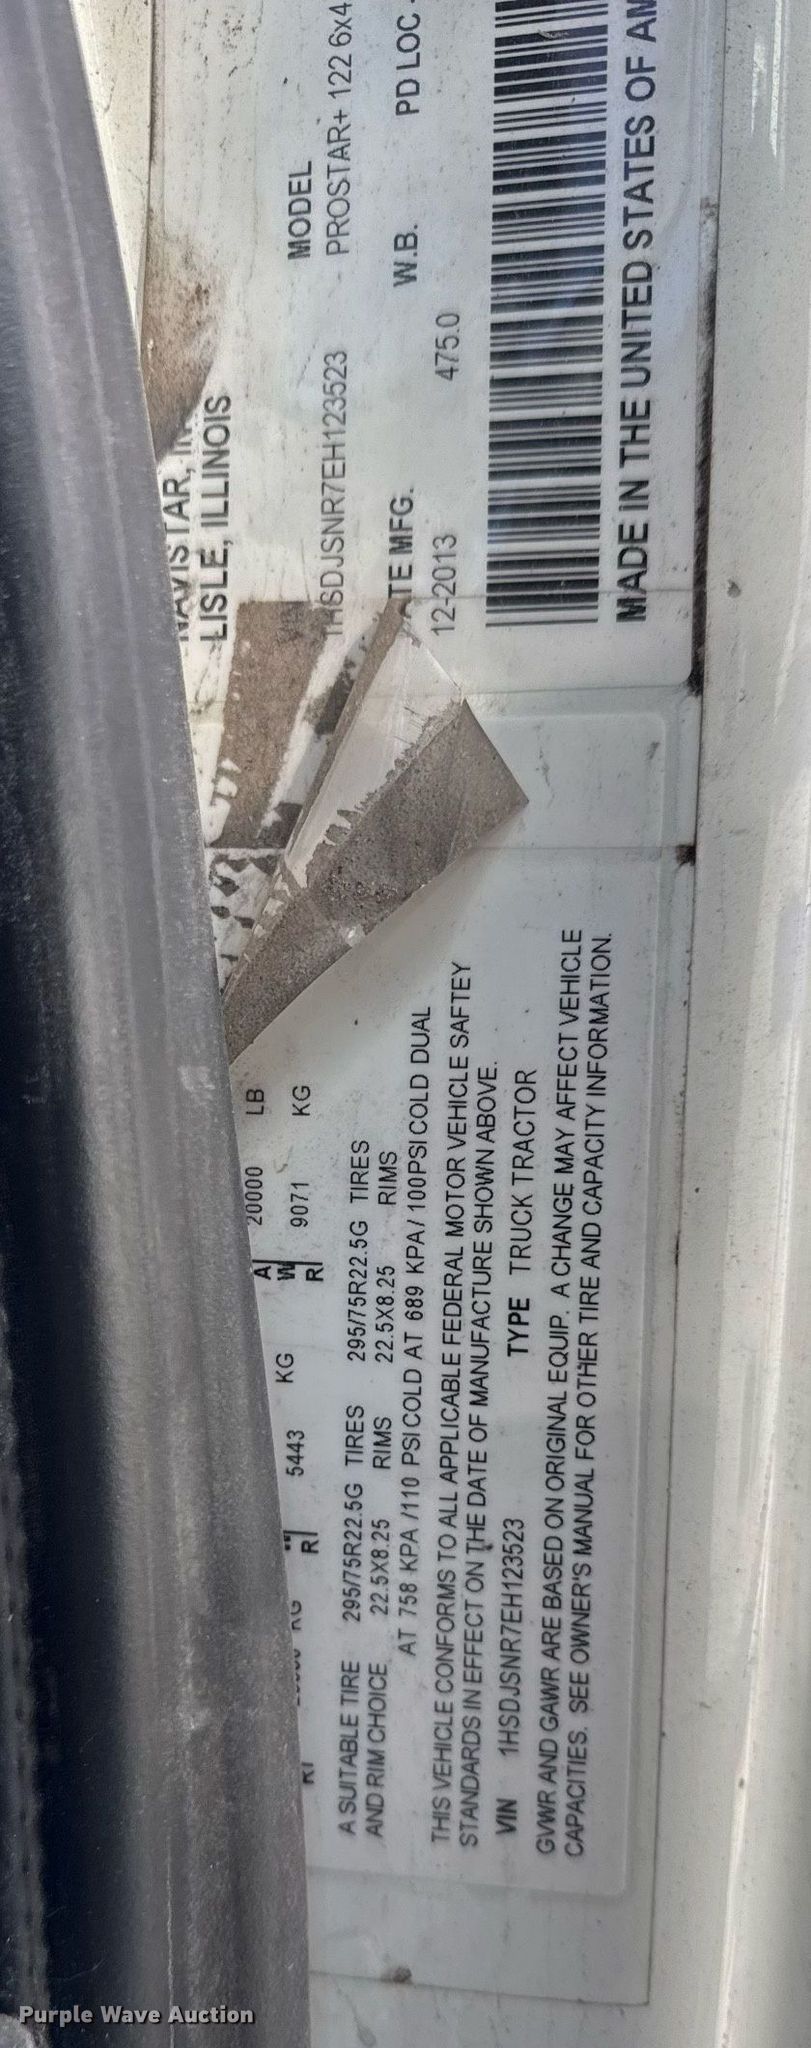 20000 LB
KG
5443 KG
9071 KG
A SUITABLE TIRE 295/75R22.5G TIRES 295/75R22.5G TIRES
AND RIM CHOICE 22.5X8.25 RIMS 22.5X8.25 RIMS
AT 758 KPA /110 PSI COLD AT 689 KPA/ 100PSI COLD DUAL
THIS VEHICLE CONFORMS TO ALL APPLICABLE FEDERAL MOTOR VEHICLE SAFTEY
STANDARDS IN EFFECT ON THE DATE OF MANUFACTURE SHOWN ABOVE.
VIN 1HSDJSNR7EH123523 TYPE TRUCK TRACTOR
GVWR AND GAWR ARE BASED ON ORIGINAL EQUIP. A CHANGE MAY AFFECT VEHICLE
CAPACITIES. SEE OWNER'S MANUAL FOR OTHER TIRE AND CAPACITY INFORMATION.
NAVISTAR,
LISLE, ILLINOIS
VIN MODEL
1HSDJSNR7EH123523 PROSTAR+ 122 6x4
TE MFG. W.B. PD LOC
12-2013 475.0
MADE IN THE UNITED STATES OF AM
Purple Wave Auction